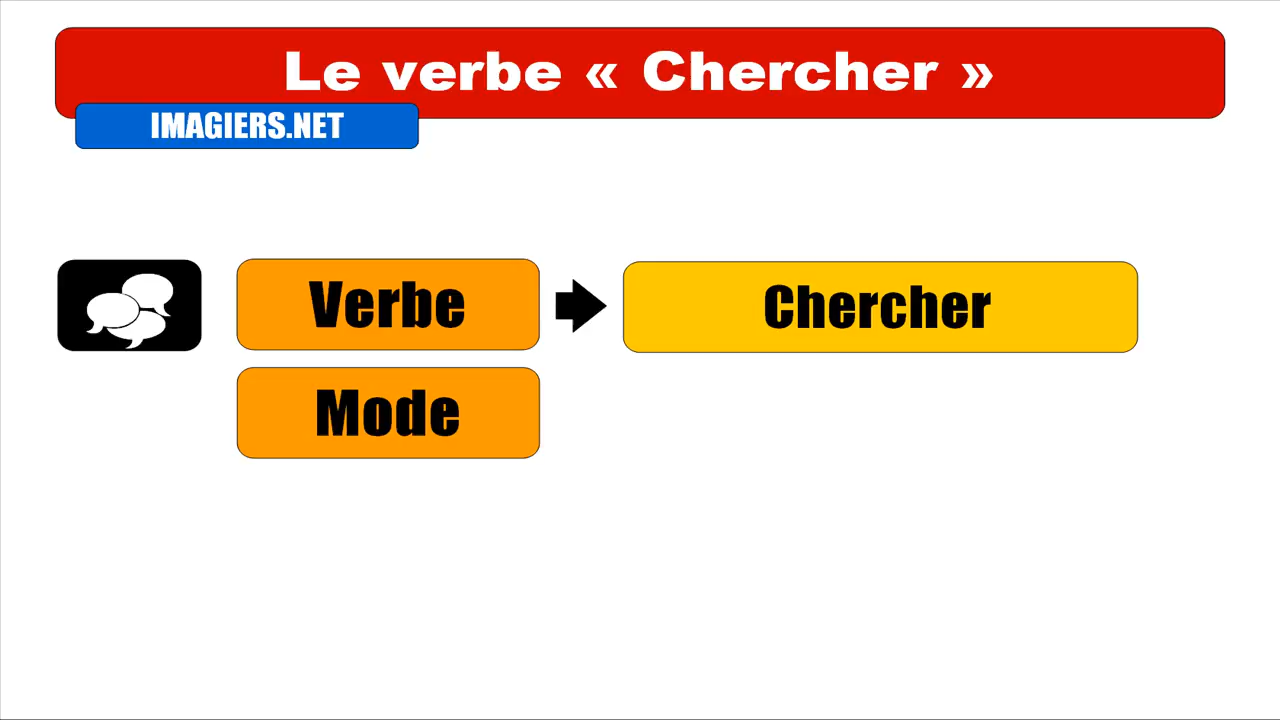 Le verbe « Chercher »
IMAGIERS.NET
Verbe
Chercher
Mode